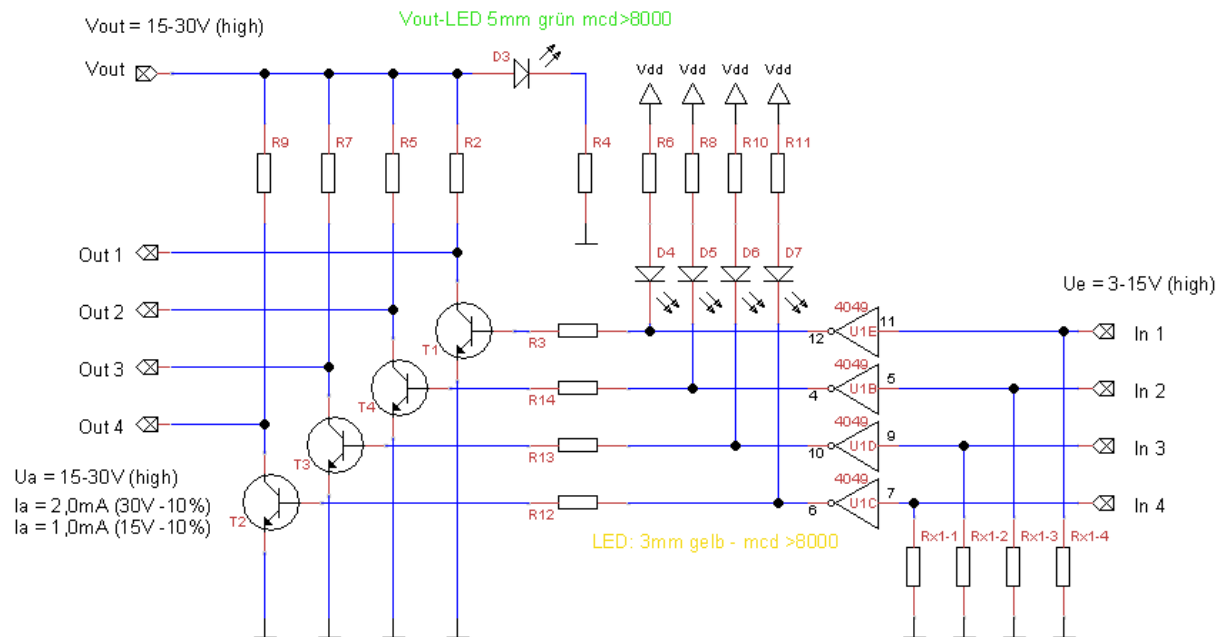 Vout = 15-30V (high)
Vout-LED 5mm grün mcd>8000
Vout
D3
Vdd Vdd Vdd Vdd
R9 R7 R5 R2 R4 R6 R8 R10 R11
Out 1
D4 D5 D6 D7
Ue = 3-15V (high)
Out 2
T1
R3
12
4049
U1E
11
In 1
Out 3
T4
R14
4
4049
U1B
5
In 2
Out 4
T3
R13
10
4049
U1D
9
In 3
Ua = 15-30V (high)
Ia = 2,0mA (30V -10%)
Ia = 1,0mA (15V -10%)
T2
R12
6
4049
U1C
7
In 4
LED: 3mm gelb - mcd >8000
Rx1-1 Rx1-2 Rx1-3 Rx1-4